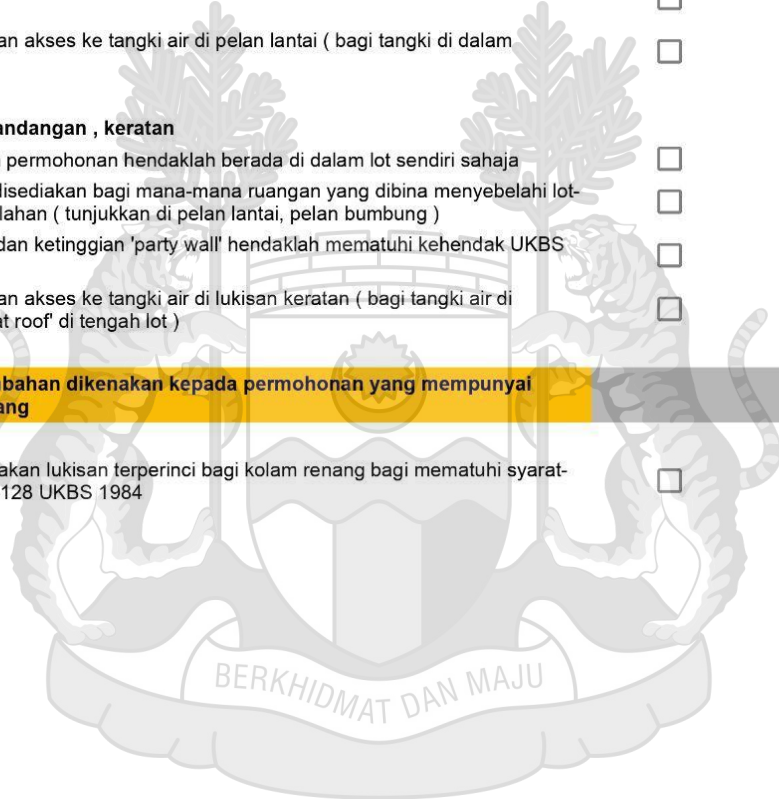 an akses ke tangki air di pelan lantai ( bagi tangki di dalam
andangan , keratan
permohonan hendaklah berada di dalam lot sendiri sahaja
disediakan bagi mana-mana ruangan yang dibina menyebelahi lot-
lahan ( tunjukkan di pelan lantai, pelan bumbung )
dan ketinggian 'party wall' hendaklah mematuhi kehendak UKBS
an akses ke tangki air di lukisan keratan ( bagi tangki air di
at roof' di tengah lot )
bahan dikenakan kepada permohonan yang mempunyai
ang
akan lukisan terperinci bagi kolam renang bagi mematuhi syarat-
128 UKBS 1984
BERKHIDMAT DAN MAJU